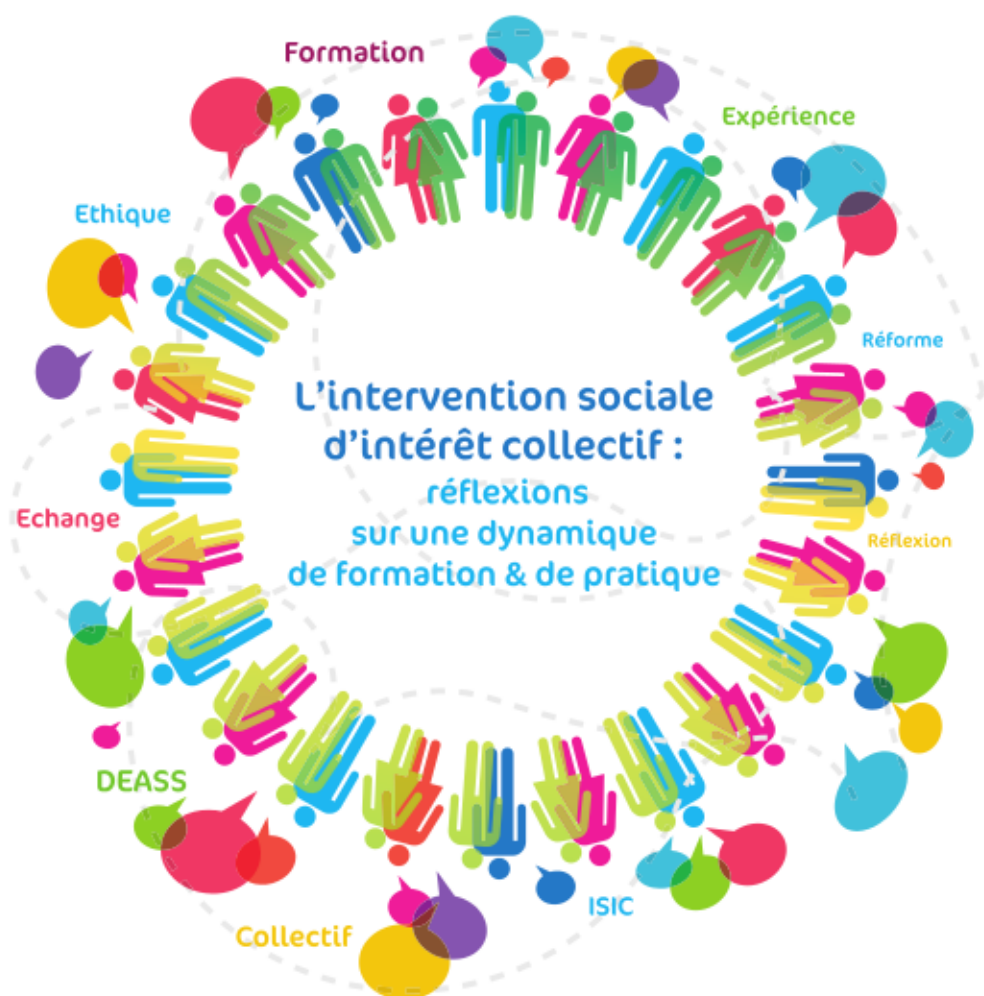 Formation
Expérience
Ethique
Réforme
L'intervention sociale
d'intérêt collectif :
réflexions
sur une dynamique
de formation & de pratique
Echange
Réflexion
DEASS
ISIC
Collectif